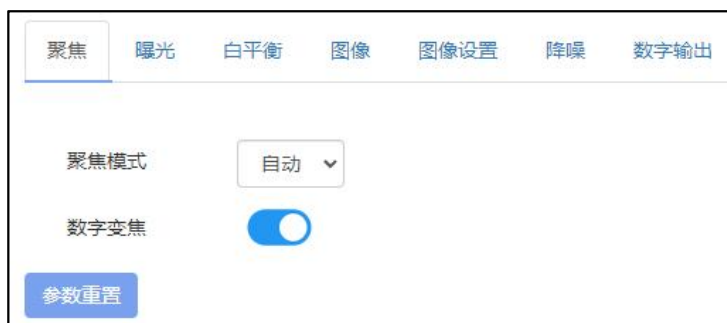 聚焦 曝光 白平衡 图像 图像设置 降噪 数字输出
聚焦模式 自动
数字变焦
参数重置